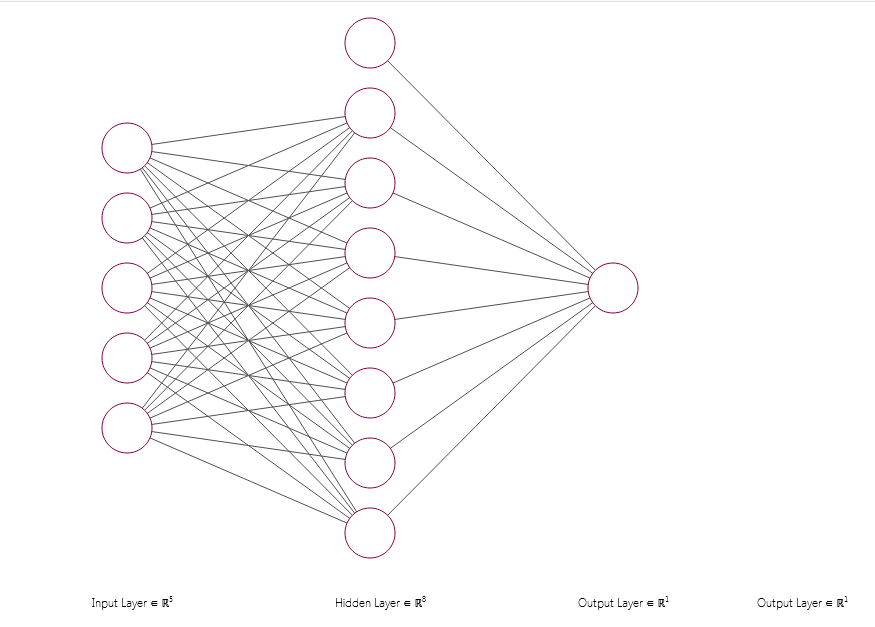 Input Layer ∈ ℝ⁵
Hidden Layer ∈ ℝ⁸
Output Layer ∈ ℝ¹
Output Layer ∈ ℝ¹